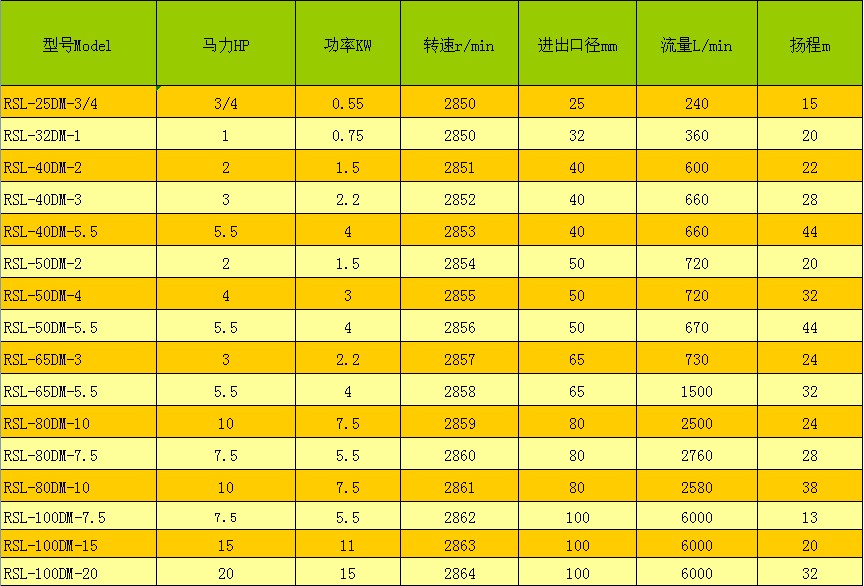 型号Model 马力HP 功率KW 转速r/min 进出口径mm 流量L/min 扬程m
RSL-25DM-3/4 3/4 0.55 2850 25 240 15
RSL-32DM-1 1 0.75 2850 32 360 20
RSL-40DM-2 2 1.5 2851 40 600 22
RSL-40DM-3 3 2.2 2852 40 660 28
RSL-40DM-5.5 5.5 4 2853 40 660 44
RSL-50DM-2 2 1.5 2854 50 720 20
RSL-50DM-4 4 3 2855 50 720 32
RSL-50DM-5.5 5.5 4 2856 50 670 44
RSL-65DM-3 3 2.2 2857 65 730 24
RSL-65DM-5.5 5.5 4 2858 65 1500 32
RSL-80DM-10 10 7.5 2859 80 2500 24
RSL-80DM-7.5 7.5 5.5 2860 80 2760 28
RSL-80DM-10 10 7.5 2861 80 2580 38
RSL-100DM-7.5 7.5 5.5 2862 100 6000 13
RSL-100DM-15 15 11 2863 100 6000 20
RSL-100DM-20 20 15 2864 100 6000 32